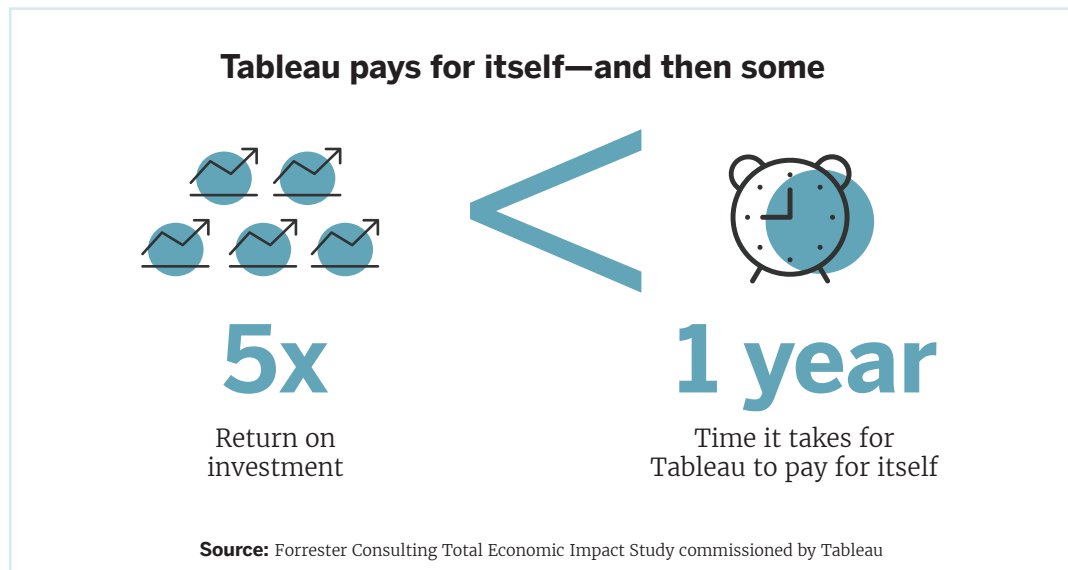 Tableau pays for itself—and then some
<
5x
1 year
Return on
investment
Time it takes for
Tableau to pay for itself
Source: Forrester Consulting Total Economic Impact Study commissioned by Tableau